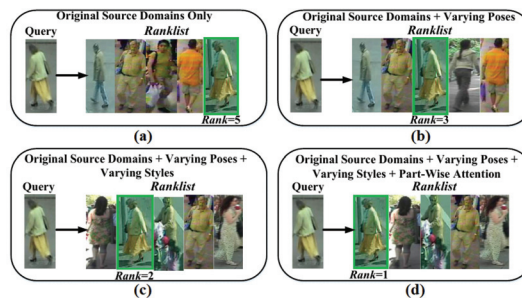 Original Source Domains Only
Query
Ranklist
Rank=5
(a)
Original Source Domains + Varying Poses
Query
Ranklist
Rank=3
(b)
Original Source Domains + Varying Poses +
Varying Styles
Query
Ranklist
Rank=2
(c)
Original Source Domains + Varying Poses +
Varying Styles + Part-Wise Attention
Query
Ranklist
Rank=1
(d)